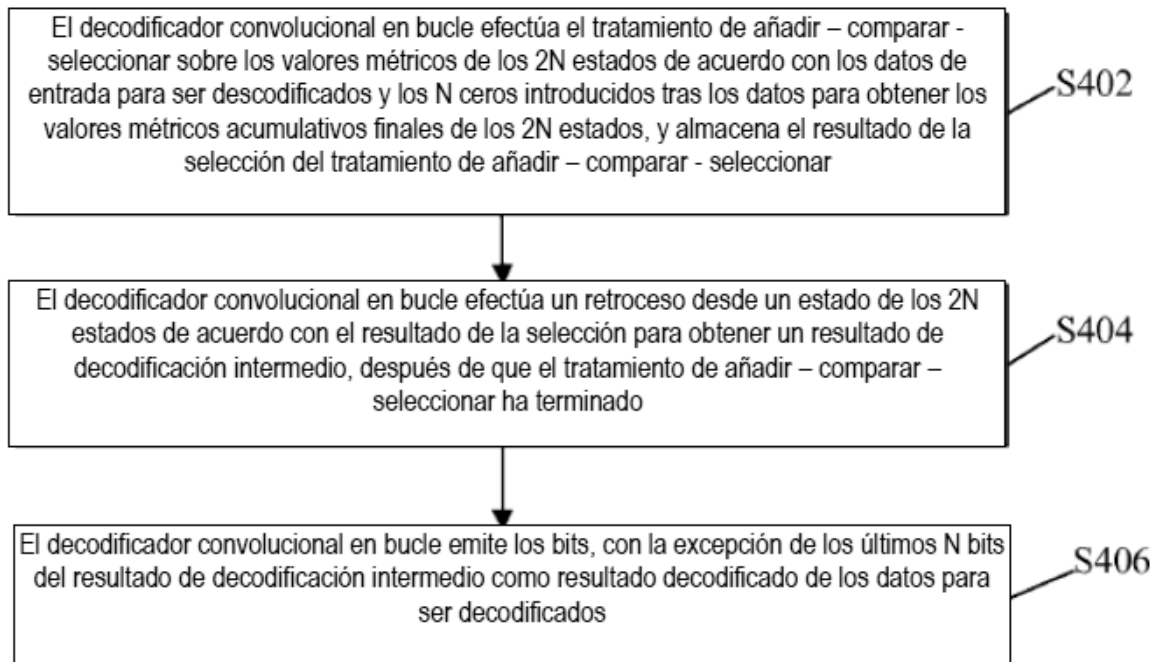 El decodificador convolucional en bucle efectúa el tratamiento de añadir – comparar -
seleccionar sobre los valores métricos de los 2N estados de acuerdo con los datos de
entrada para ser descodificados y los N ceros introducidos tras los datos para obtener los
valores métricos acumulativos finales de los 2N estados, y almacena el resultado de la
selección del tratamiento de añadir – comparar - seleccionar
S402
El decodificador convolucional en bucle efectúa un retroceso desde un estado de los 2N
estados de acuerdo con el resultado de la selección para obtener un resultado de
decodificación intermedio, después de que el tratamiento de añadir – comparar –
seleccionar ha terminado
S404
El decodificador convolucional en bucle emite los bits, con la excepción de los últimos N bits
del resultado de decodificación intermedio como resultado decodificado de los datos para
ser decodificados
S406